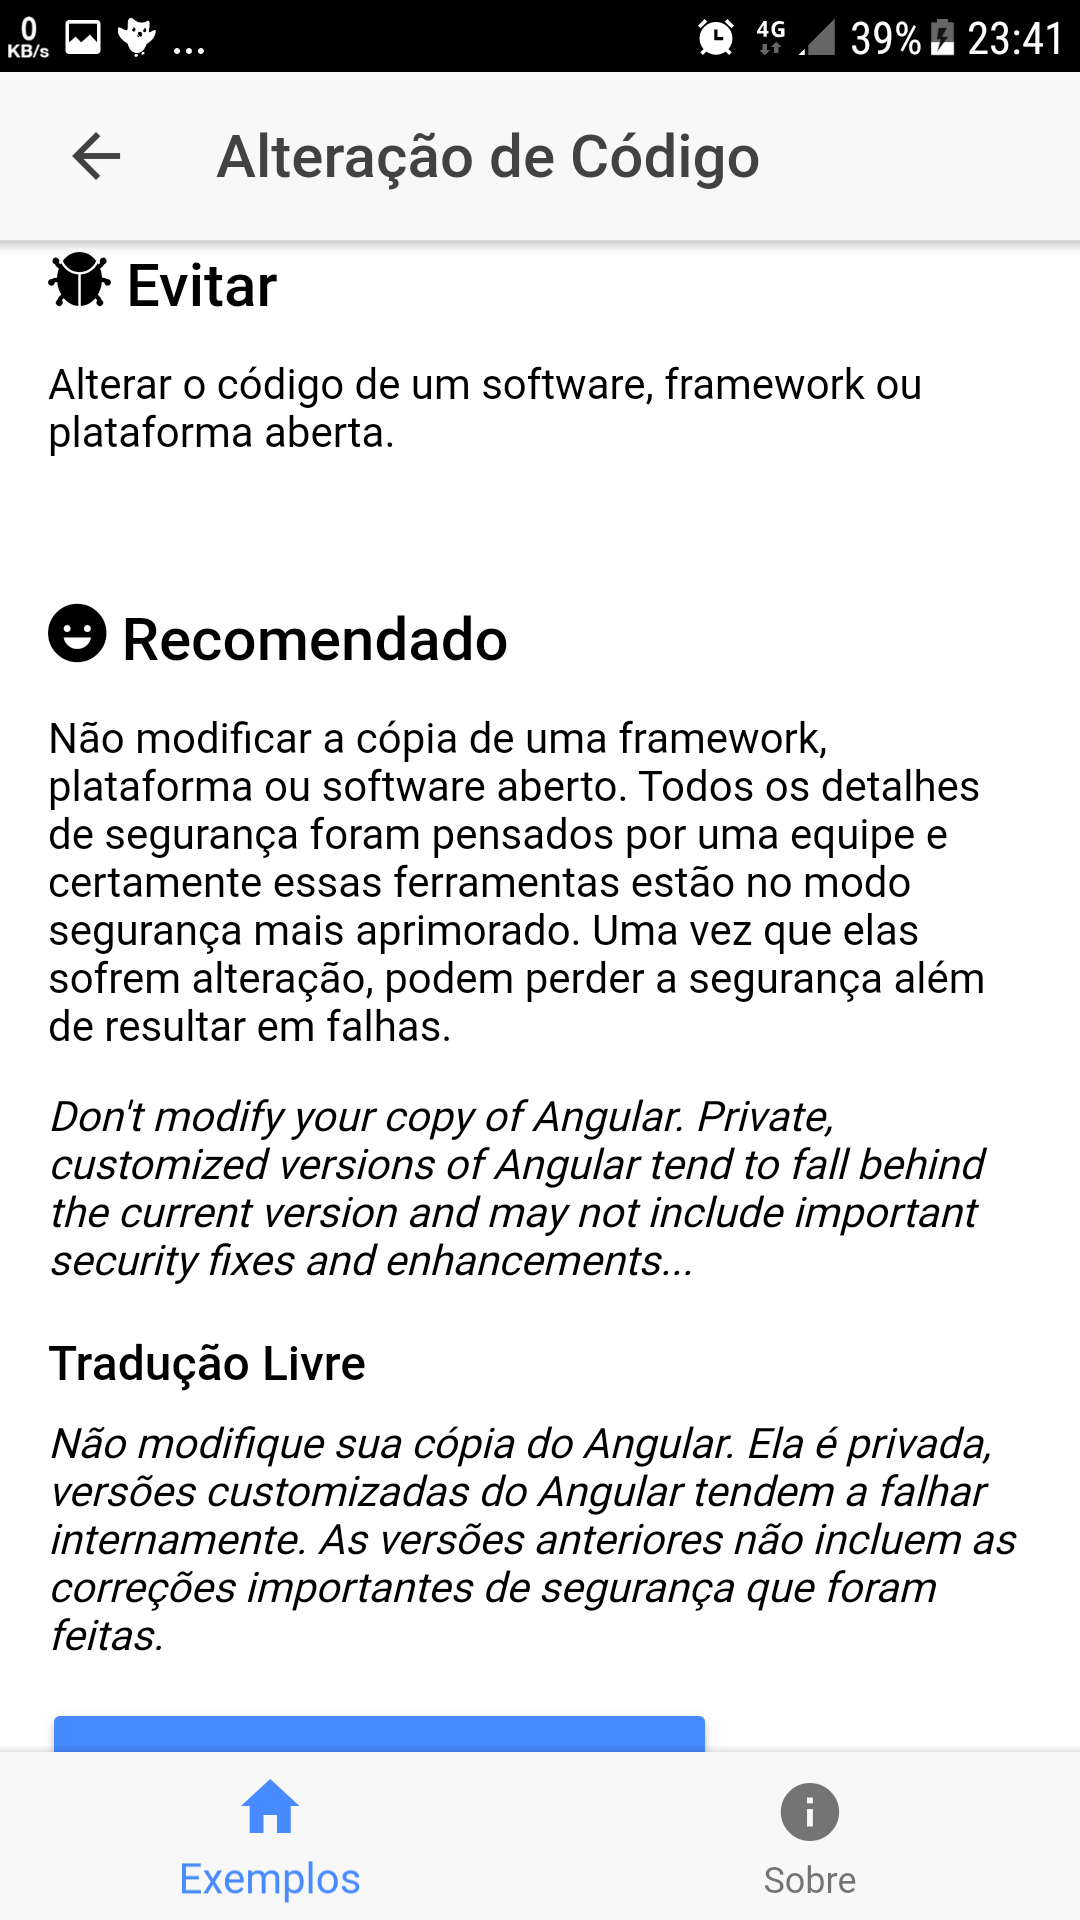 0
KB/s
...
4G
39%
23:41
Alteração de Código
Evitar
Alterar o código de um software, framework ou
plataforma aberta.
Recomendado
Não modificar a cópia de uma framework,
plataforma ou software aberto. Todos os detalhes
de segurança foram pensados por uma equipe e
certamente essas ferramentas estão no modo
segurança mais aprimorado. Uma vez que elas
sofrem alteração, podem perder a segurança além
de resultar em falhas.
Don't modify your copy of Angular. Private,
customized versions of Angular tend to fall behind
the current version and may not include important
security fixes and enhancements...
Tradução Livre
Não modifique sua cópia do Angular. Ela é privada,
versões customizadas do Angular tendem a falhar
internamente. As versões anteriores não incluem as
correções importantes de segurança que foram
feitas.
Exemplos
Sobre